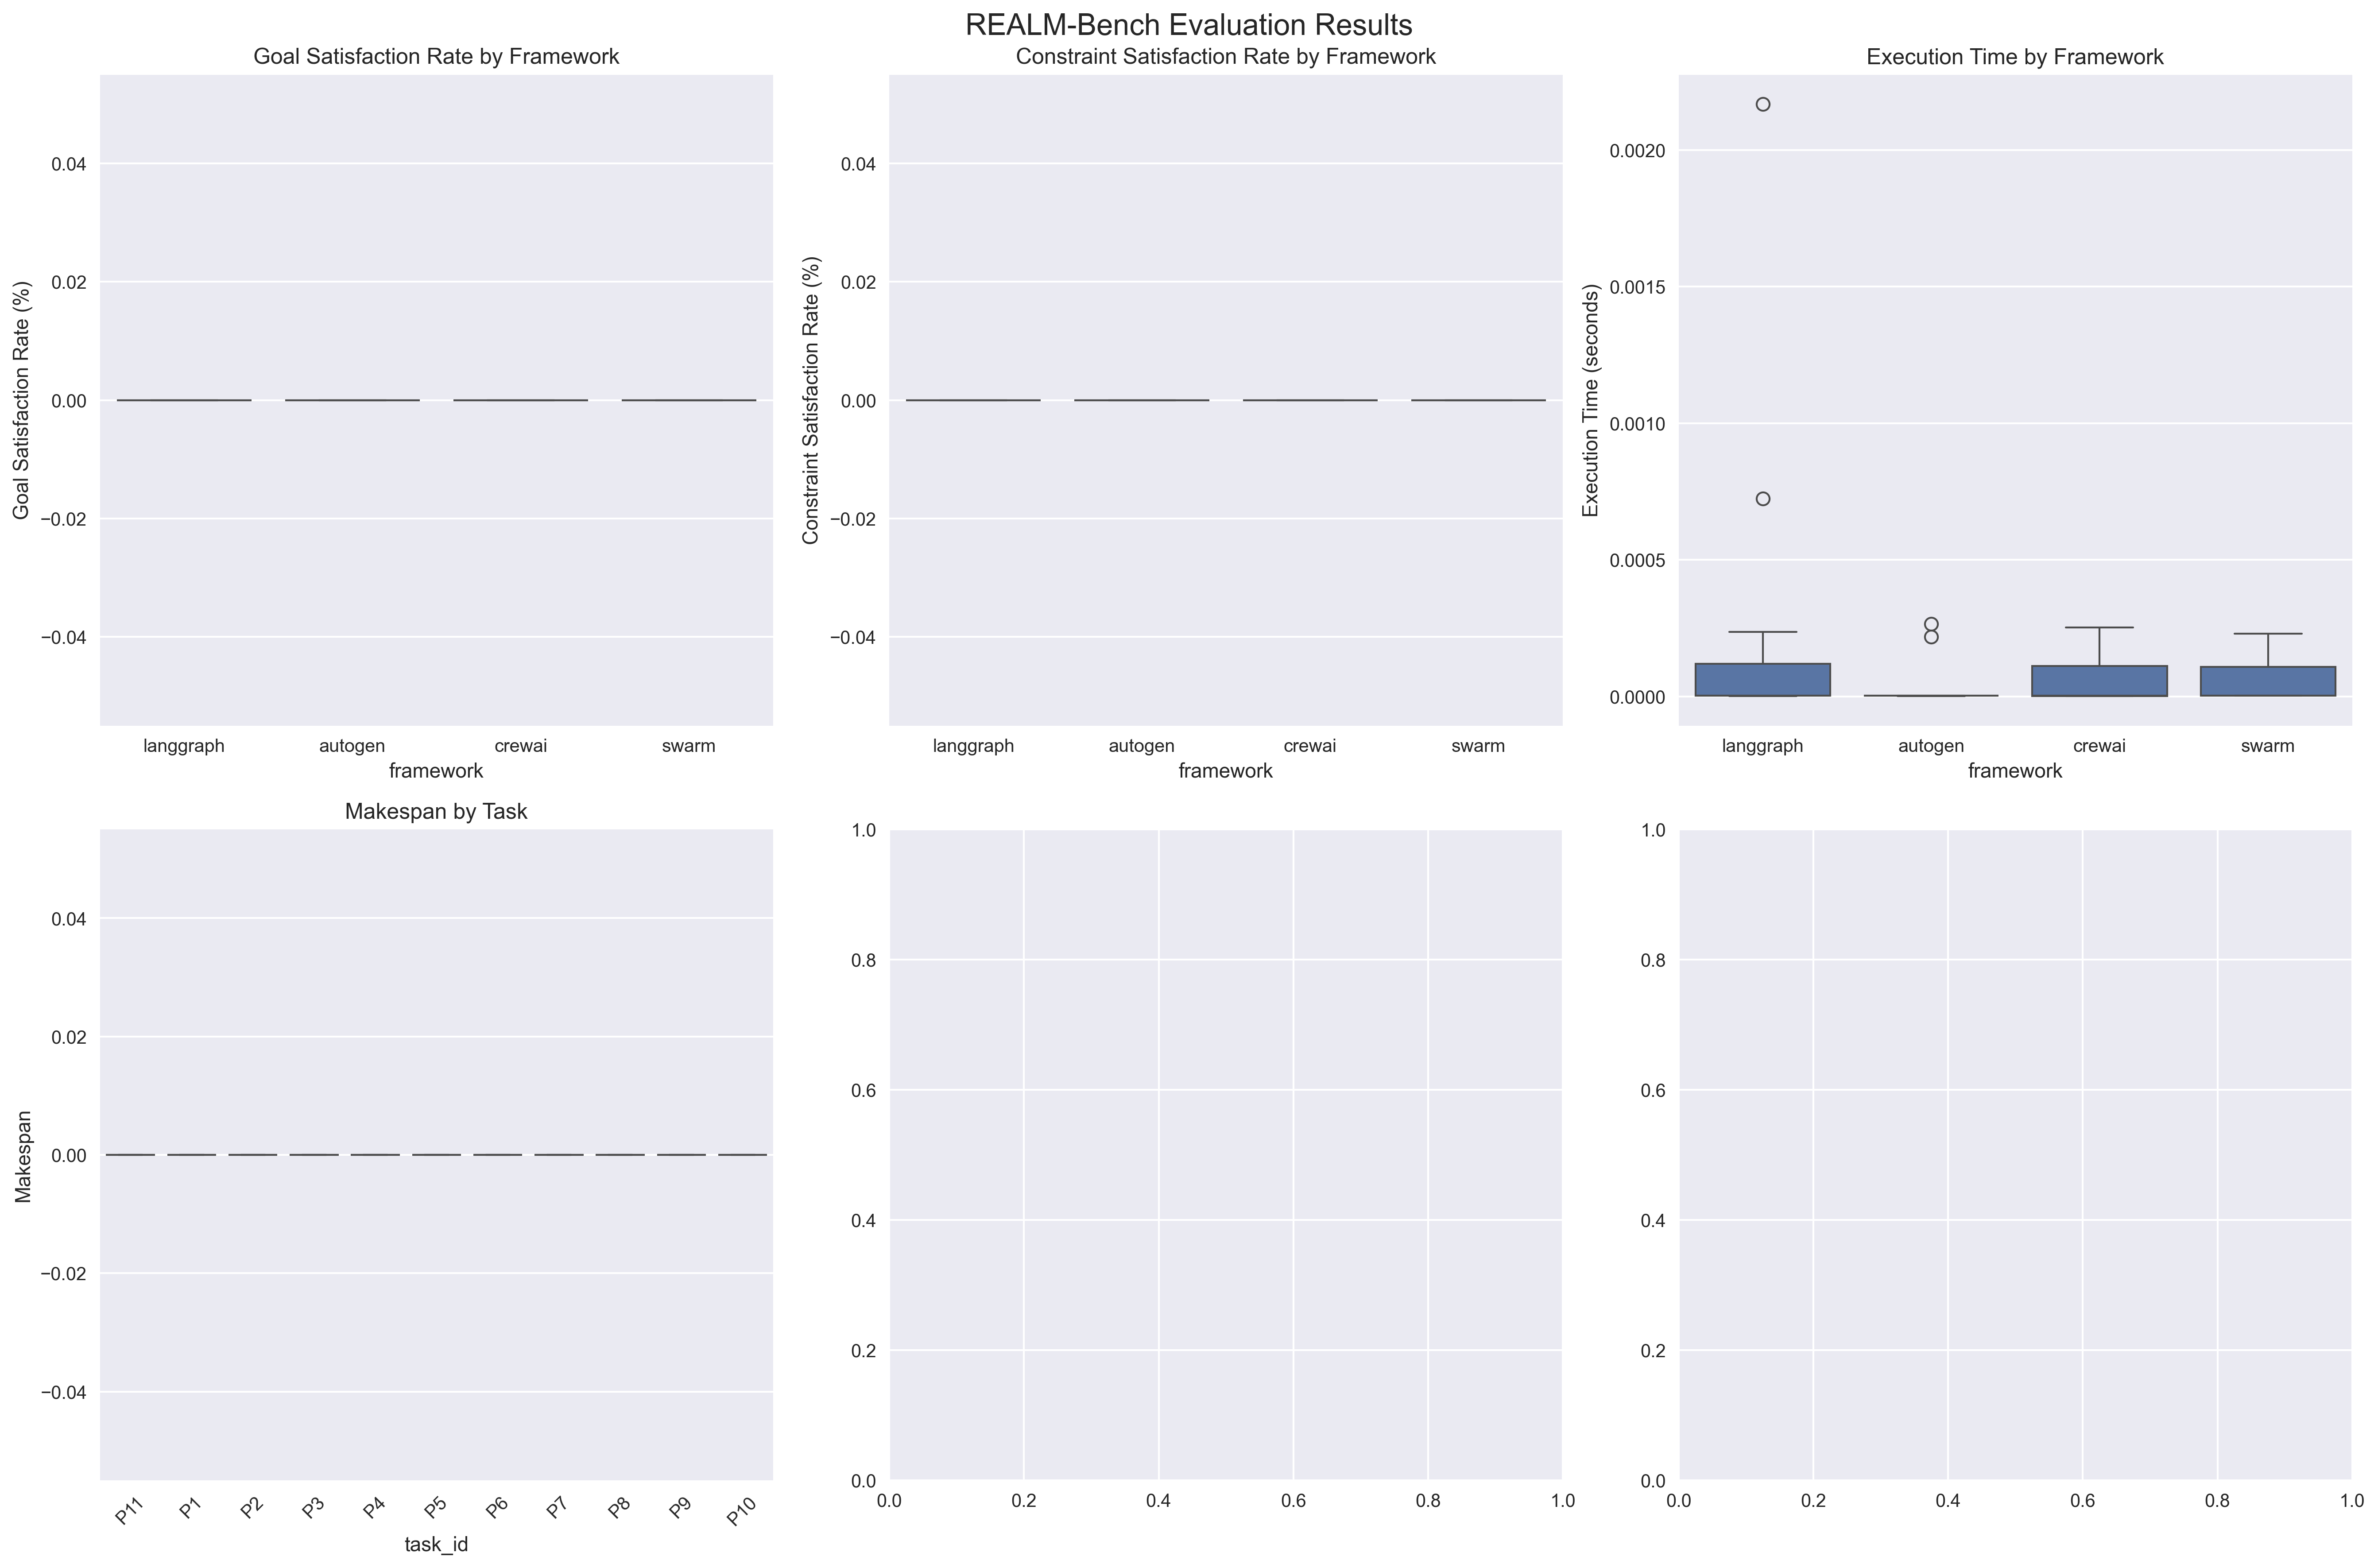 REALM-Bench Evaluation Results
Goal Satisfaction Rate by Framework
Goal Satisfaction Rate (%)
0.04
0.02
0.00
−0.02
−0.04
langgraph autogen crewai swarm
framework
Constraint Satisfaction Rate by Framework
Constraint Satisfaction Rate (%)
0.04
0.02
0.00
−0.02
−0.04
langgraph autogen crewai swarm
framework
Execution Time by Framework
Execution Time (seconds)
0.0020
0.0015
0.0010
0.0005
0.0000
langgraph autogen crewai swarm
framework
Makespan by Task
Makespan
0.04
0.02
0.00
−0.02
−0.04
P11 P1 P2 P3 P4 P5 P6 P7 P8 P9 P10
task_id
1.0
0.8
0.6
0.4
0.2
0.0
0.0 0.2 0.4 0.6 0.8 1.0
1.0
0.8
0.6
0.4
0.2
0.0
0.0 0.2 0.4 0.6 0.8 1.0